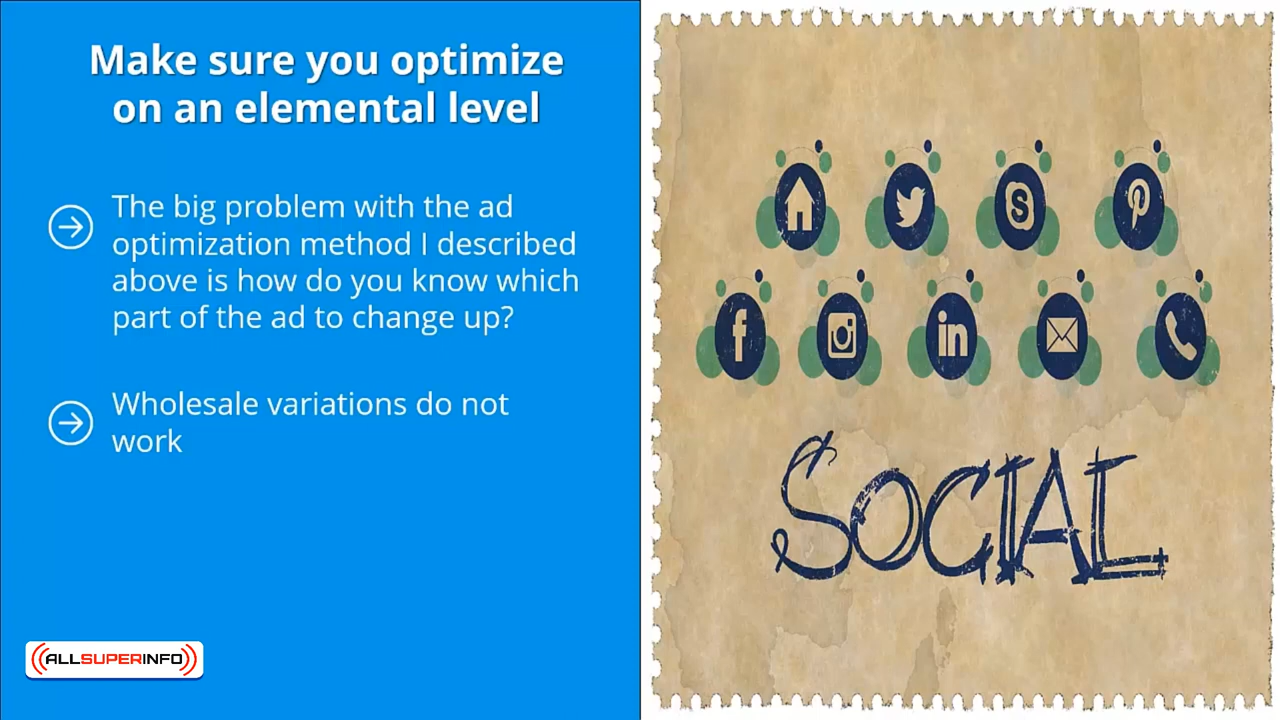 Make sure you optimize
on an elemental level
The big problem with the ad
optimization method I described
above is how do you know which
part of the ad to change up?
Wholesale variations do not
work
ALLSUPERINFO
SOCIAL